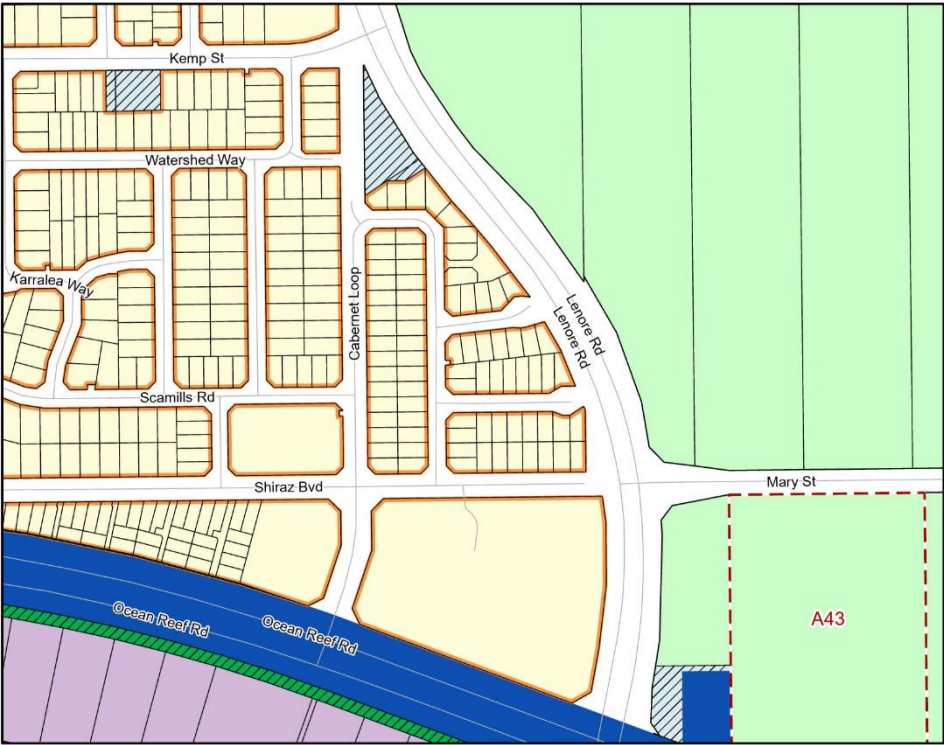 Kemp St
Watershed Way
Karralea Way
Cabernet Loop
Lenore Rd
Lenore Rd
Scamills Rd
Shiraz Bvd
Mary St
Ocean Reef Rd
Ocean Reef Rd
A43